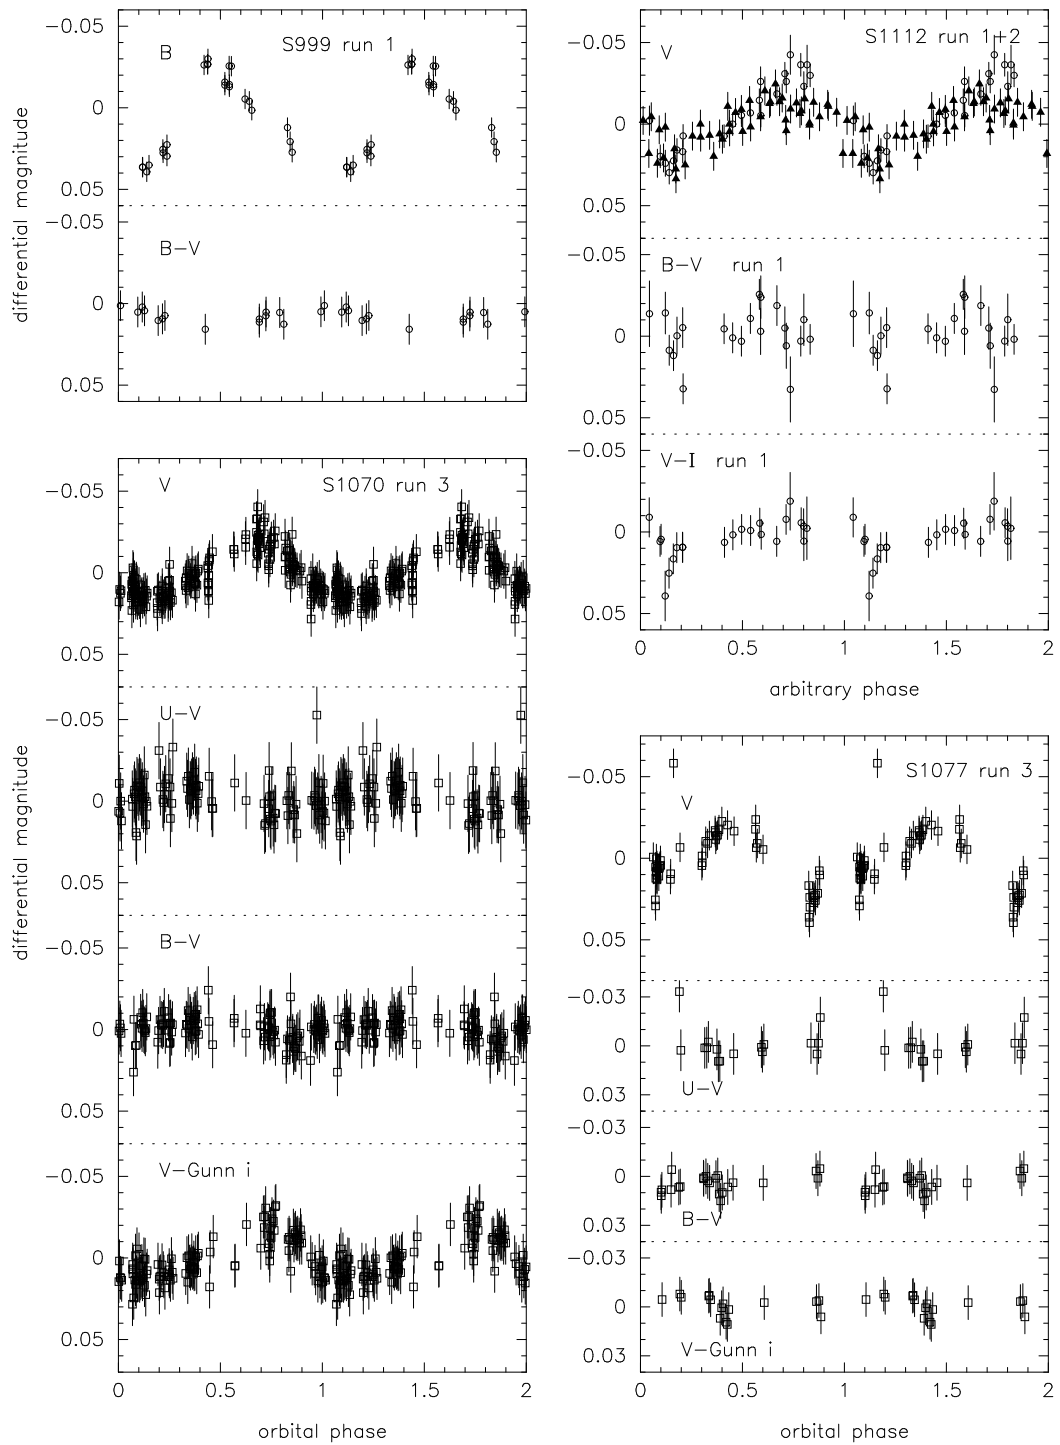 S999 run 1
B
−0.05
0
0.05
B−V
−0.05
0
0.05
differential magnitude
S1070 run 3
V
−0.05
0
0.05
U−V
−0.05
0
0.05
B−V
−0.05
0
0.05
V−Gunn i
−0.05
0
0.05
0 0.5 1 1.5 2
orbital phase
differential magnitude
S1112 run 1+2
V
−0.05
0
0.05
B−V run 1
−0.05
0
0.05
V−I run 1
−0.05
0
0.05
0 0.5 1 1.5 2
arbitrary phase
S1077 run 3
V
−0.05
0
0.05
−0.03
0
0.03
U−V
−0.03
0
0.03
B−V
−0.03
0
0.03
V−Gunn i
0 0.5 1 1.5 2
orbital phase